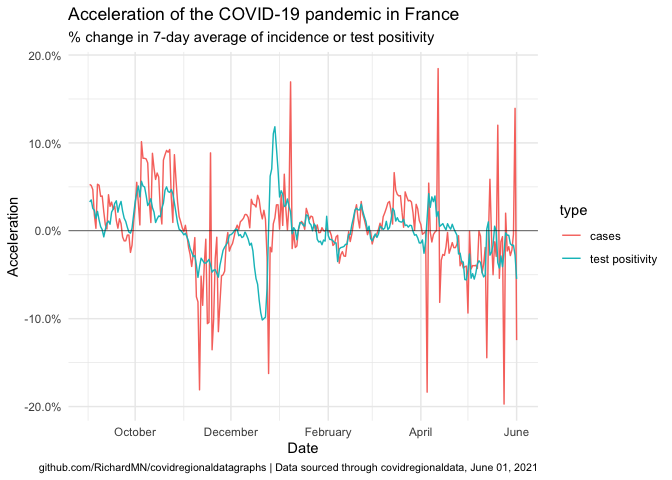 Acceleration of the COVID-19 pandemic in France
% change in 7-day average of incidence or test positivity
20.0%
10.0%
0.0%
-10.0%
-20.0%
Acceleration
October December February April June
Date
type
cases
test positivity
github.com/RichardMN/covidregionaldatagraphs | Data sourced through covidregionaldata, June 01, 2021